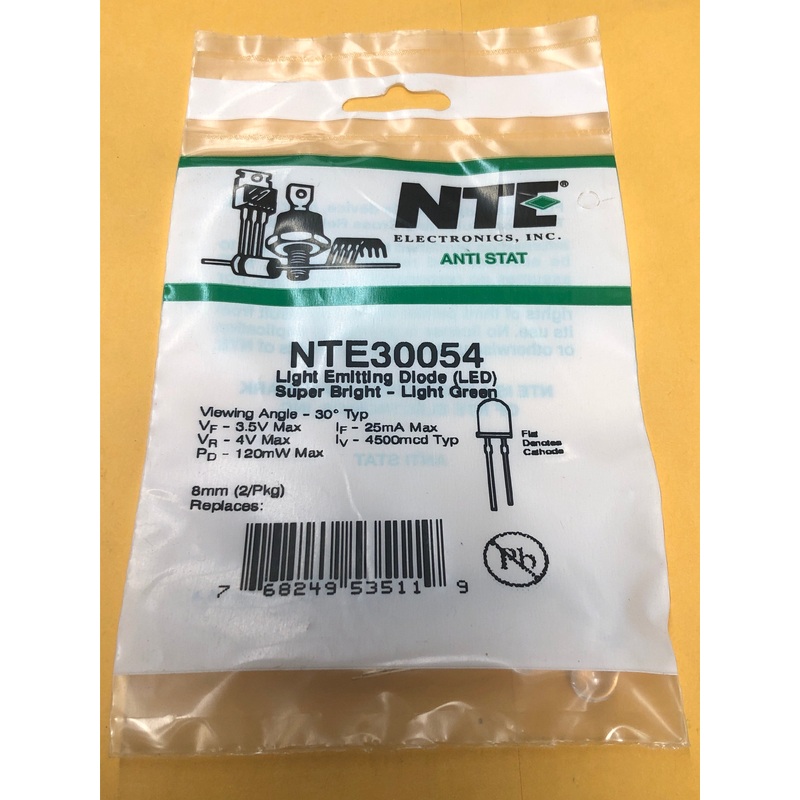 NTE®
ELECTRONICS, INC.
ANTI STAT
NTE30054
Light Emitting Diode (LED)
Super Bright – Light Green
Viewing Angle – 30° Typ
VF – 3.5V Max IF – 25mA Max
VR – 4V Max IV – 4500mcd Typ
PD – 120mW Max
Flat
Denotes
Cathode
8mm (2/Pkg)
Replaces:
Pb
7 68249 53511 9